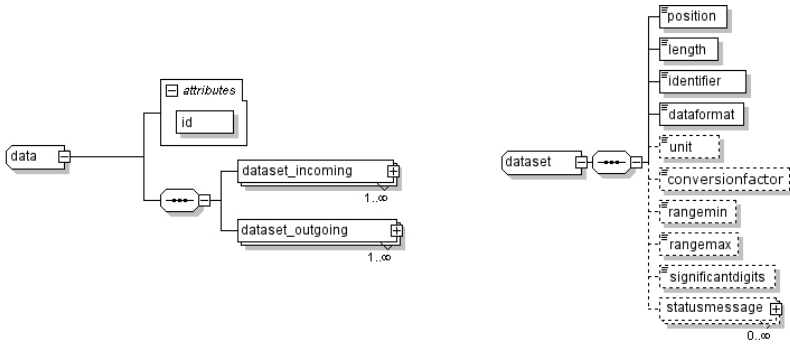 attributes
id
data
dataset_incoming
1..∞
dataset_outgoing
1..∞
position
length
identifier
dataformat
unit
dataset
conversionfactor
rangemin
rangemax
significantdigits
statusmessage
0..∞